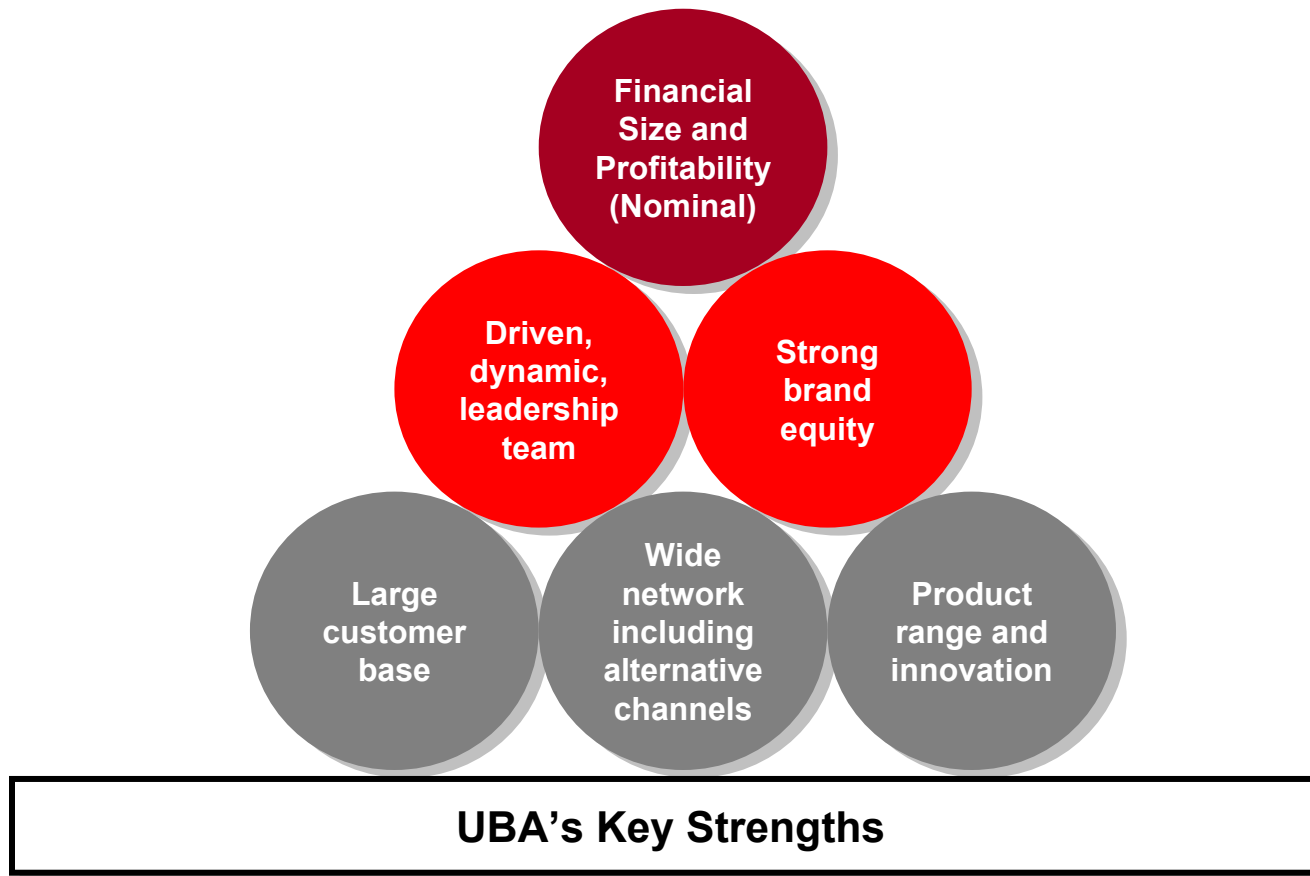 Financial
Size and
Profitability
(Nominal)
Driven,
dynamic,
leadership
team
Strong
brand
equity
Large
customer
base
Wide
network
including
alternative
channels
Product
range and
innovation
UBA’s Key Strengths